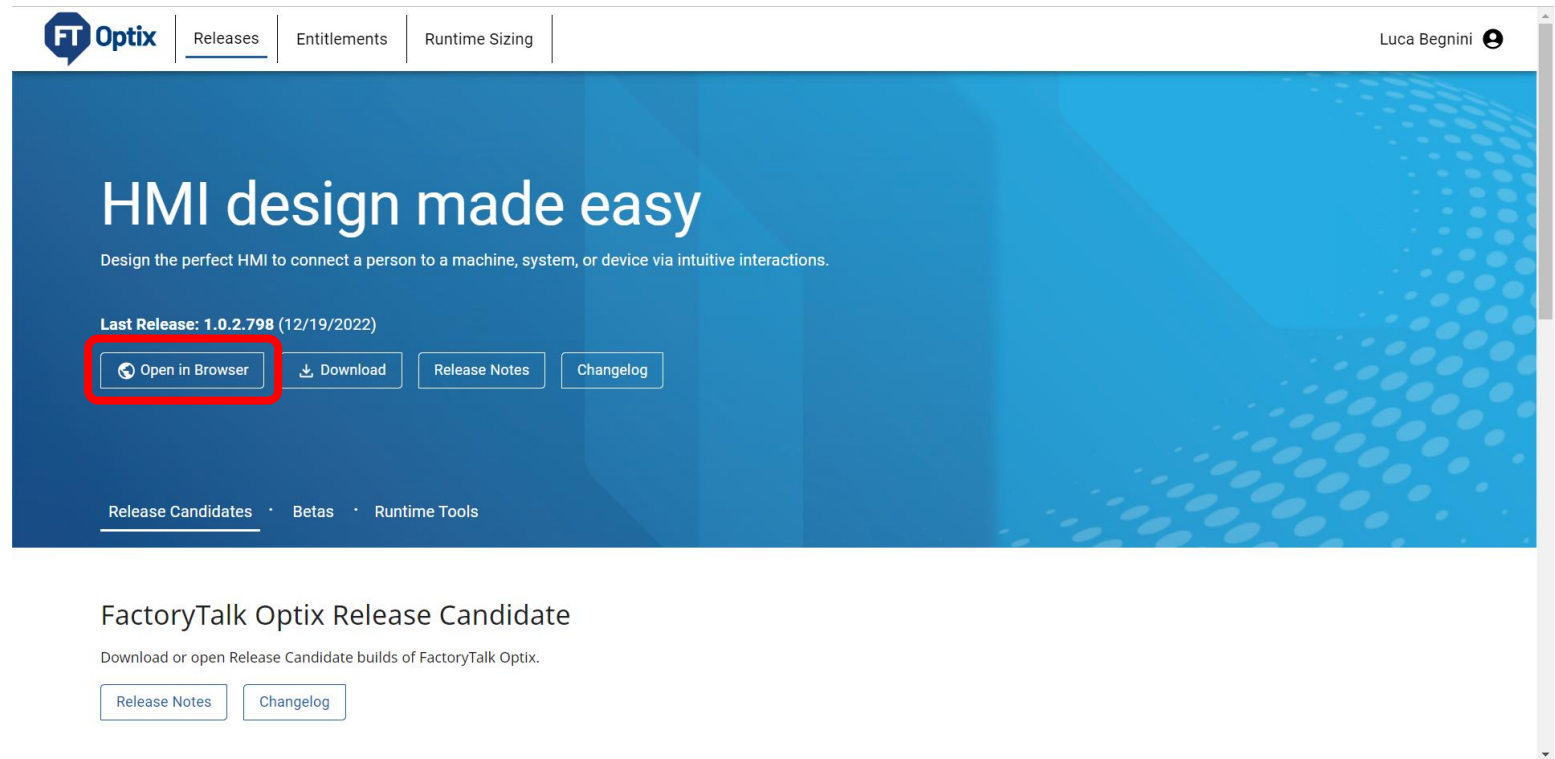 FT Optix Releases Entitlements Runtime Sizing Luca Begnini
HMI design made easy
Design the perfect HMI to connect a person to a machine, system, or device via intuitive interactions.
Last Release: 1.0.2.798 (12/19/2022)
Open in Browser Download Release Notes Changelog
Release Candidates · Betas · Runtime Tools
FactoryTalk Optix Release Candidate
Download or open Release Candidate builds of FactoryTalk Optix.
Release Notes Changelog